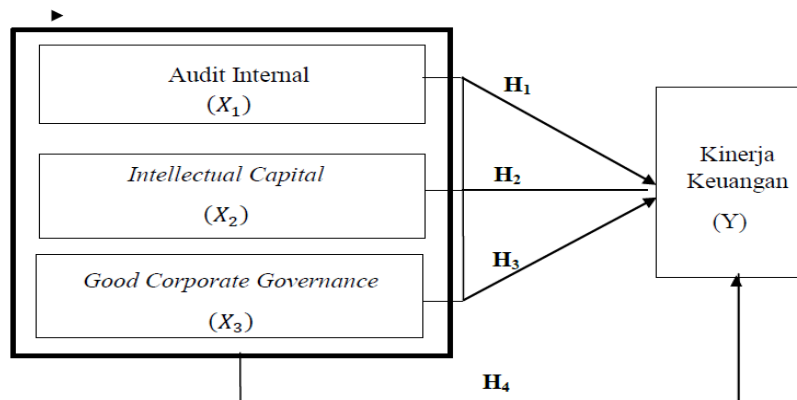 Audit Internal
(X₁)
H₁
Intellectual Capital
(X₂)
H₂
Kinerja
Keuangan
(Y)
Good Corporate Governance
(X₃)
H₃
H₄